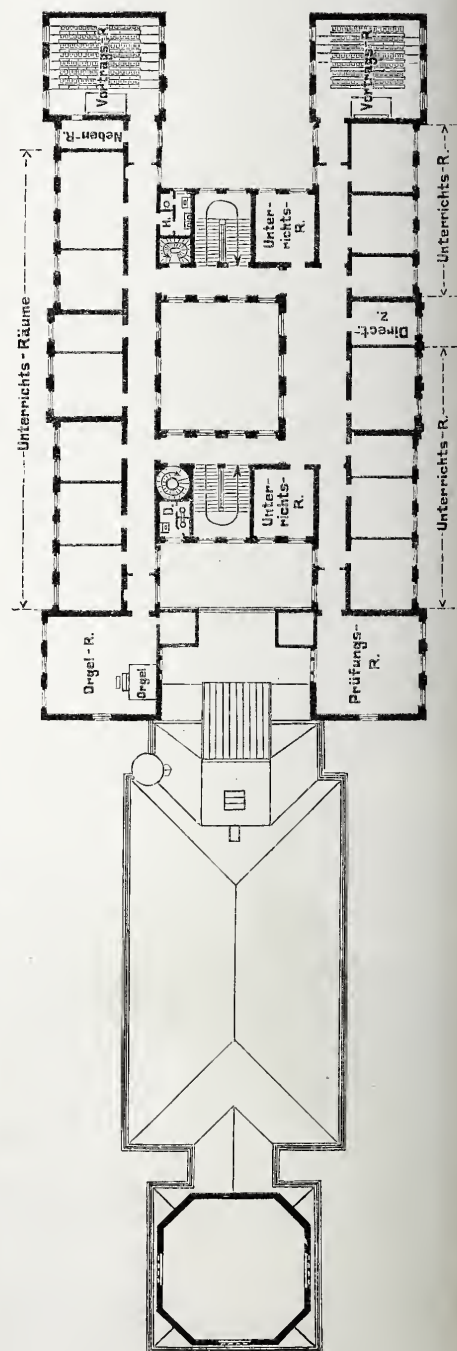 Vortrags-R.
Neben-R.
Unterrichts-Räume
H.
Unter-
richts-
R.
D.
Unter-
richts-
R.
Orgel-R.
Orgel
Vortrags-R.
Unterrichts-R.
Direct.-
Z.
Unterrichts-R.
Prüfungs-
R.